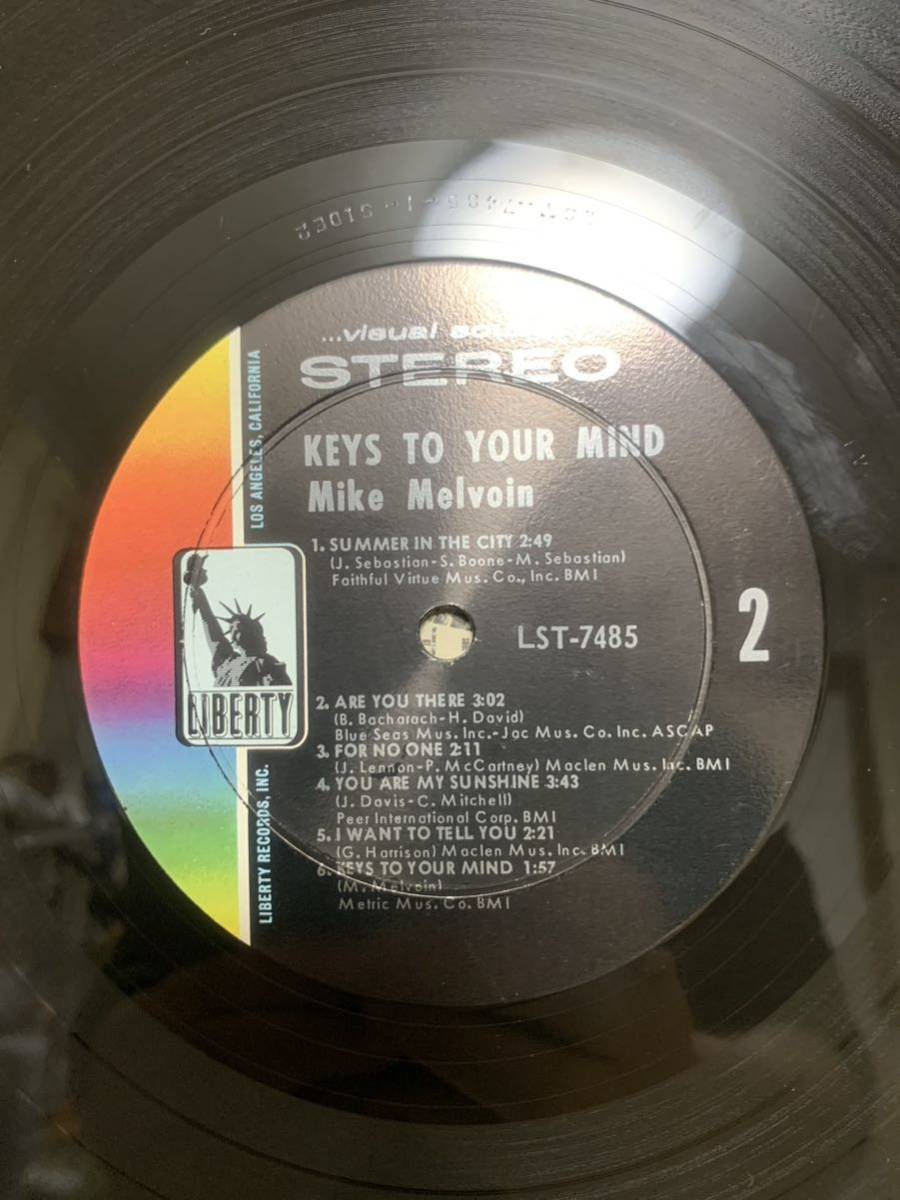 ...visual
STEREO
KEYS TO YOUR MIND
Mike Melvoin
1. SUMMER IN THE CITY 2:49
(J. Sebastian-S. Boone-M. Sebastian)
Faithful Virtue Mus. Co., Inc. BMI
LST-7485
2
2. ARE YOU THERE 3:02
(B. Bacharach-H. David)
Blue Seas Mus. Inc.-Jac Mus. Co. Inc. ASCAP
3. FOR NO ONE 2:11
(J. Lennon-P. McCartney) Maclen Mus. Inc. BMI
4. YOU ARE MY SUNSHINE 3:43
(J. Davis-C. Mitchell)
Peer International Corp. BMI
5. I WANT TO TELL YOU 2:21
(G. Harrison) Maclen Mus. Inc. BMI
6. KEYS TO YOUR MIND 1:57
(M. Melvoin)
Metric Mus. Co. BMI
LOS ANGELES, CALIFORNIA
LIBERTY
LIBERTY RECORDS, INC.